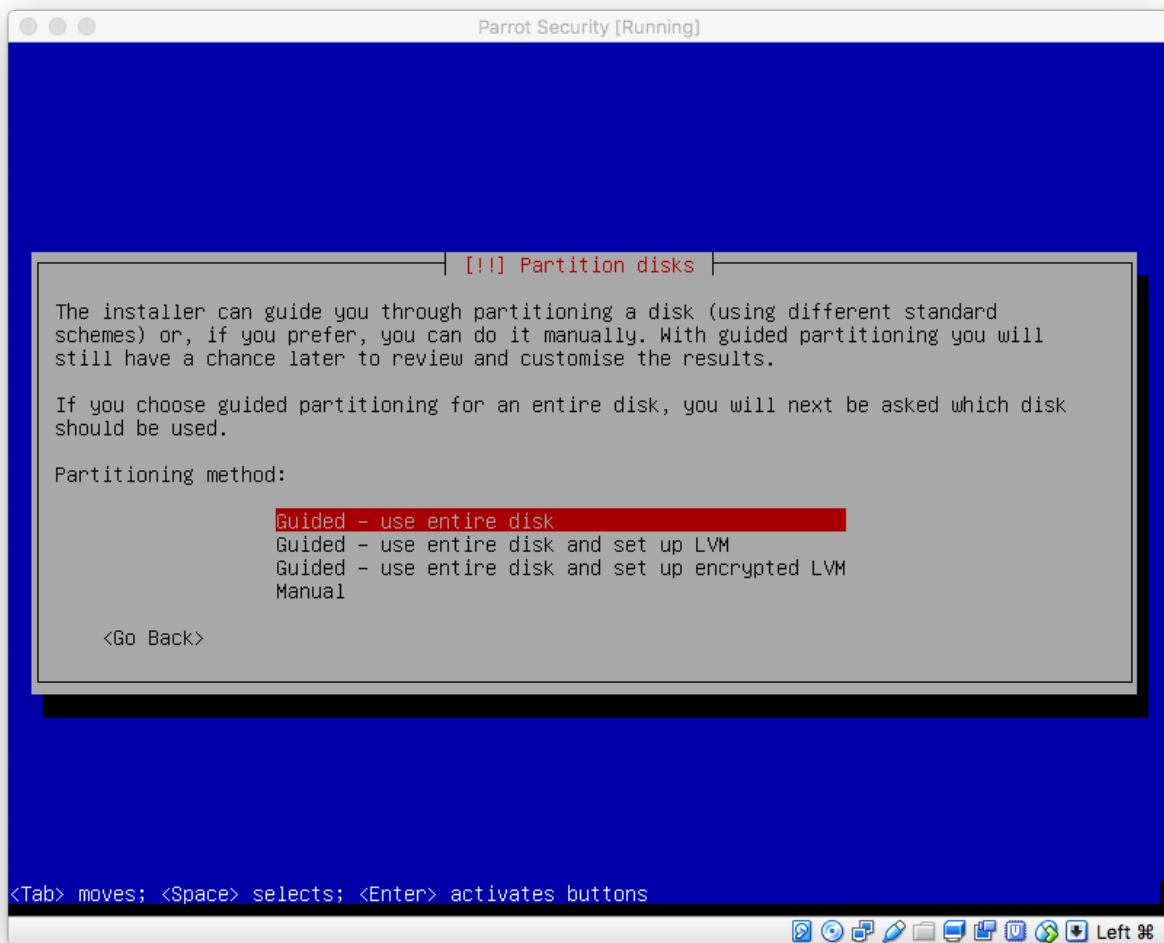 Parrot Security [Running]
[!!] Partition disks
The installer can guide you through partitioning a disk (using different standard
schemes) or, if you prefer, you can do it manually. With guided partitioning you will
still have a chance later to review and customise the results.
If you choose guided partitioning for an entire disk, you will next be asked which disk
should be used.
Partitioning method:
Guided - use entire disk
Guided - use entire disk and set up LVM
Guided - use entire disk and set up encrypted LVM
Manual
<Go Back>
<Tab> moves; <Space> selects; <Enter> activates buttons
Left ⌘